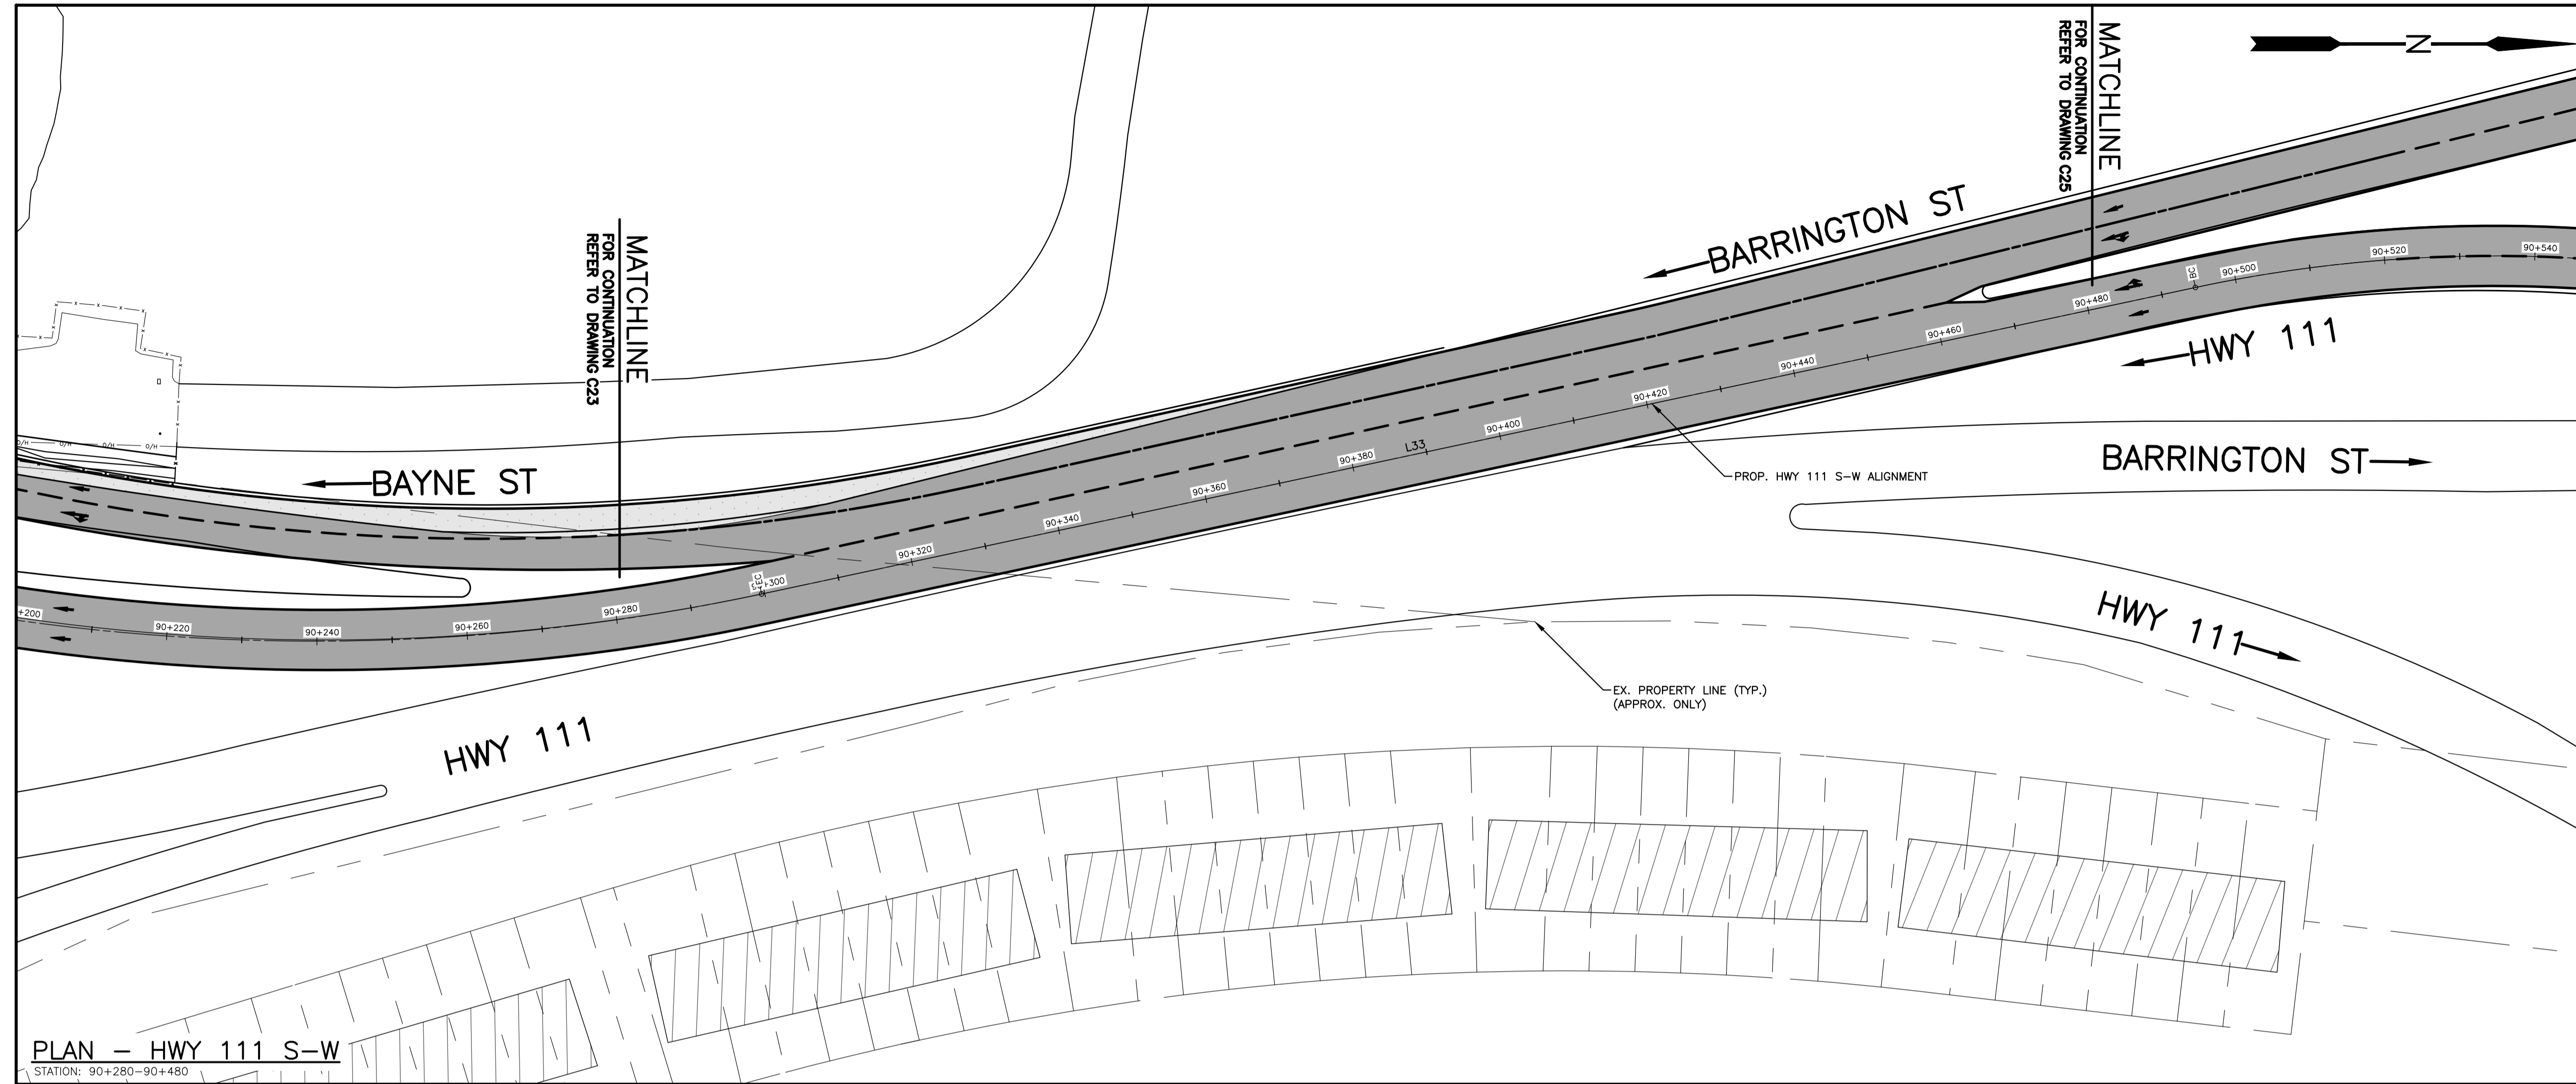 MATCHLINE
FOR CONTINUATION
REFER TO DRAWING C25
N
BARRINGTON ST
MATCHLINE
FOR CONTINUATION
REFER TO DRAWING C23
90+540
90+520
90+500
BC
90+480
90+460
90+440
90+420
90+400
L33
90+380
90+360
90+340
90+320
+300
EC
90+280
90+260
90+240
90+220
+200
HWY 111
BARRINGTON ST
PROP. HWY 111 S-W ALIGNMENT
BAYNE ST
O/H
O/H
O/H
O/H
HWY 111
EX. PROPERTY LINE (TYP.)
(APPROX. ONLY)
HWY 111
PLAN - HWY 111 S-W
STATION: 90+280-90+480